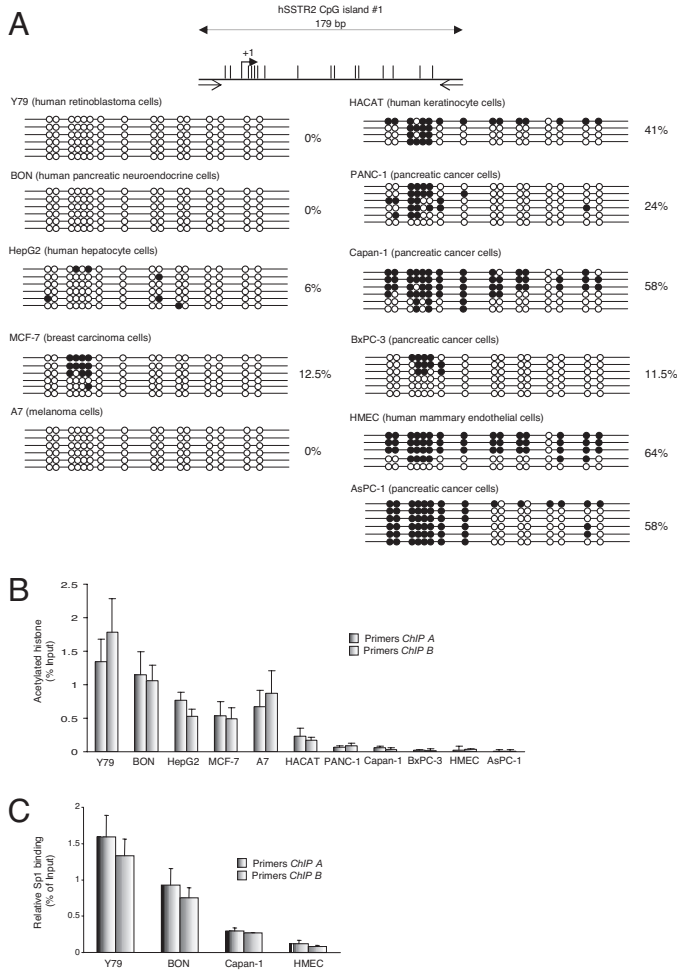 A
hSSTR2 CpG island #1
179 bp
+1
Y79 (human retinoblastoma cells)
0%
BON (human pancreatic neuroendocrine cells)
0%
HepG2 (human hepatocyte cells)
6%
MCF-7 (breast carcinoma cells)
12.5%
A7 (melanoma cells)
0%
HACAT (human keratinocyte cells)
41%
PANC-1 (pancreatic cancer cells)
24%
Capan-1 (pancreatic cancer cells)
58%
BxPC-3 (pancreatic cancer cells)
11.5%
HMEC (human mammary endothelial cells)
64%
AsPC-1 (pancreatic cancer cells)
58%
B
Acetylated histone
(% Input)
2.5
2
1.5
1
0.5
0
Primers ChIP A
Primers ChIP B
Y79 BON HepG2 MCF-7 A7 HACAT PANC-1 Capan-1 BxPC-3 HMEC AsPC-1
C
Relative Sp1 binding
(% of Input)
2
1.5
1
0.5
0
Primers ChIP A
Primers ChIP B
Y79 BON Capan-1 HMEC